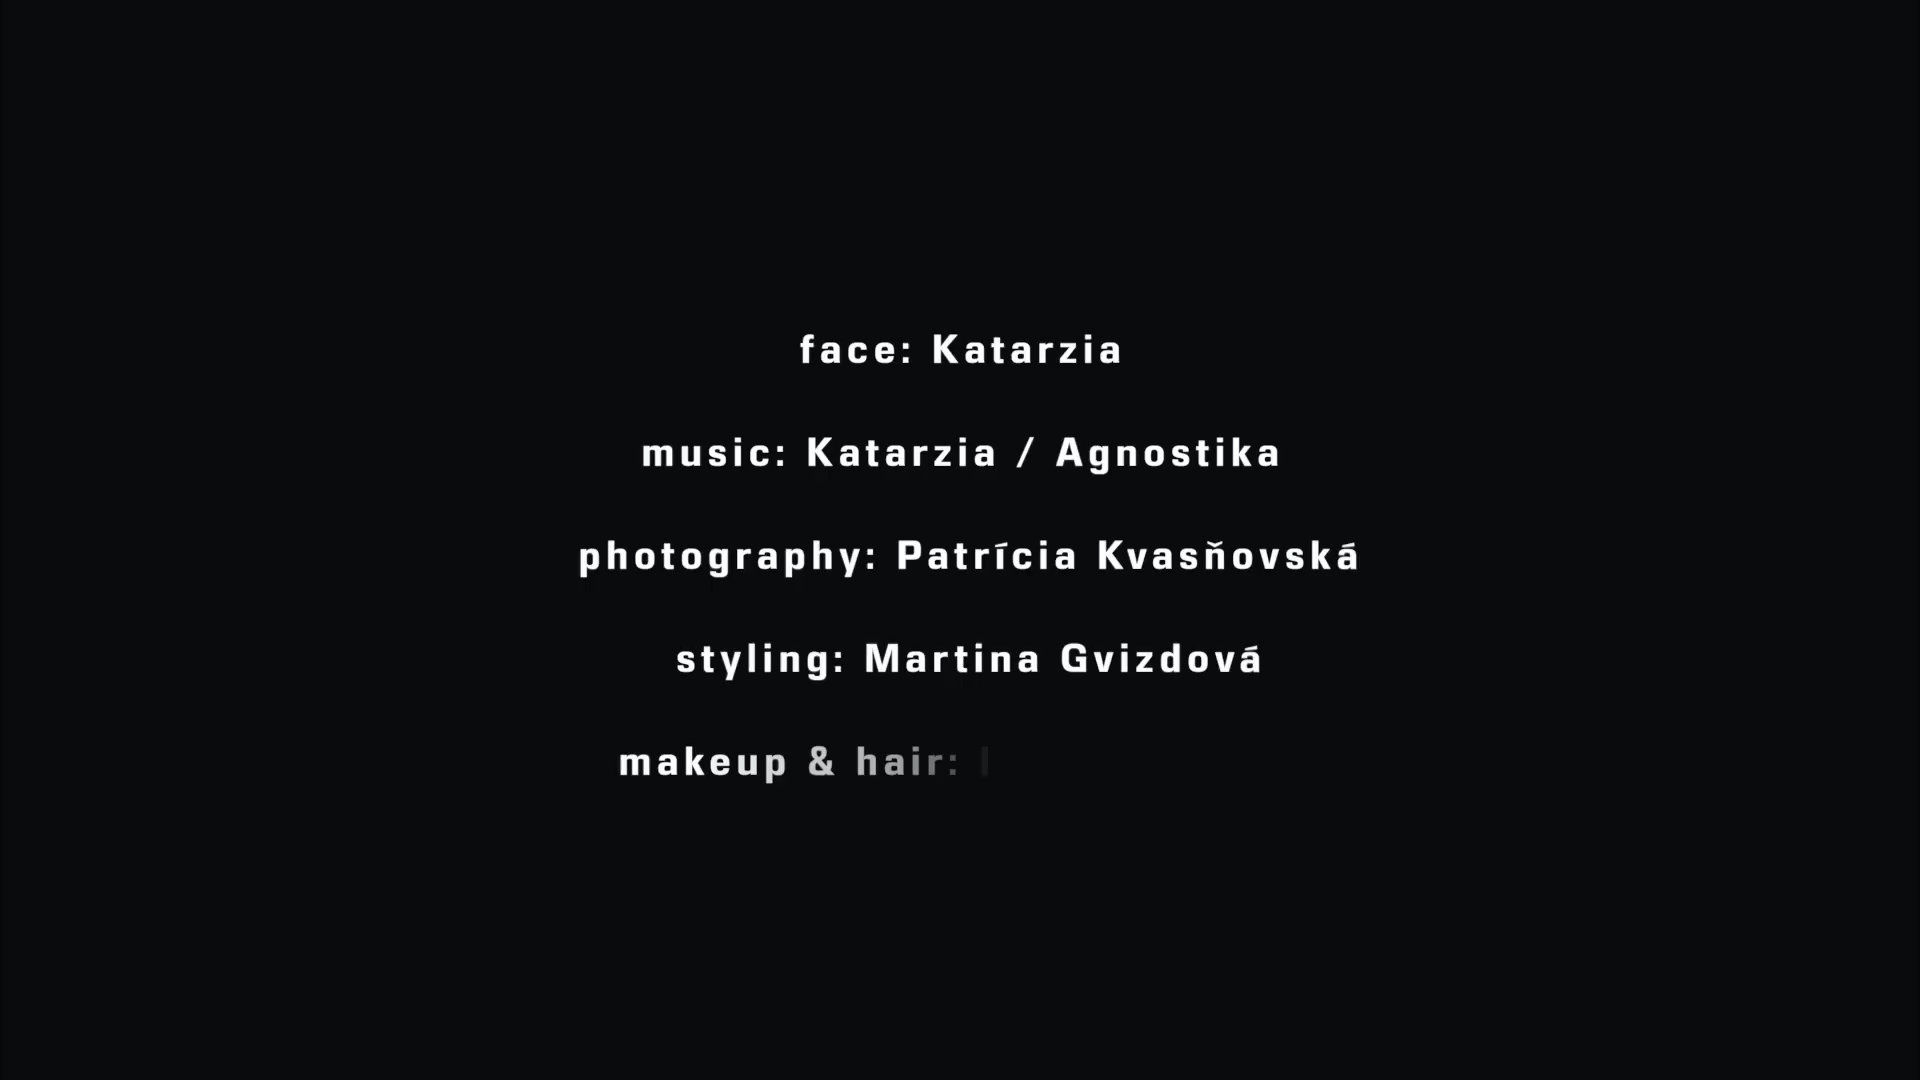 face: Katarzia
music: Katarzia / Agnostika
photography: Patrícia Kvasňovská
styling: Martina Gvizdová
makeup & hair: